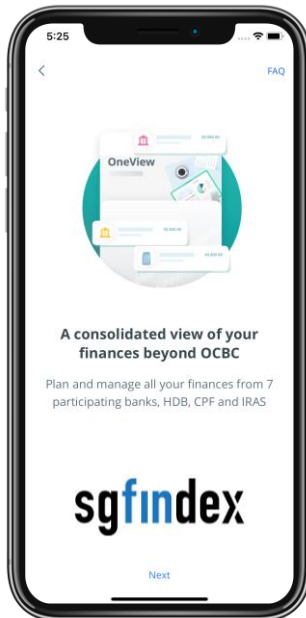 5:25
FAQ
OneView
A consolidated view of your
finances beyond OCBC
Plan and manage all your finances from 7
participating banks, HDB, CPF and IRAS
sgfindex
Next